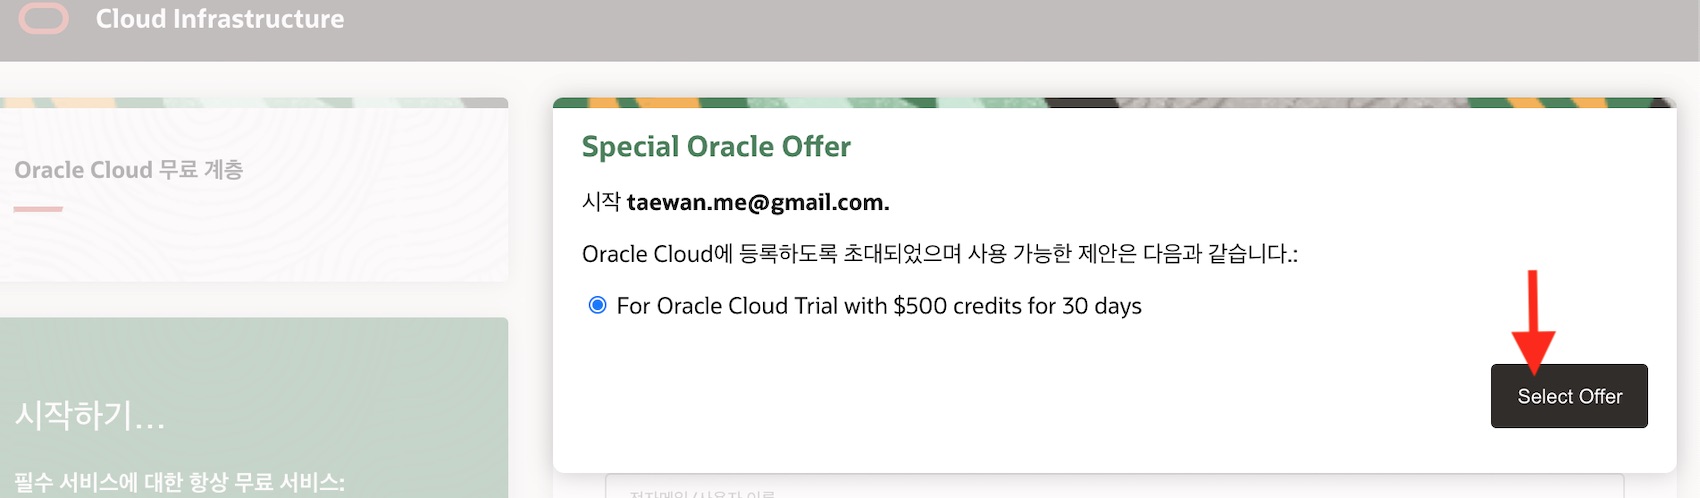 Cloud Infrastructure
Oracle Cloud 무료 계층
시작하기...
필수 서비스에 대한 항상 무료 서비스:
Special Oracle Offer
시작 taewan.me@gmail.com.
Oracle Cloud에 등록하도록 초대되었으며 사용 가능한 제안은 다음과 같습니다.:
For Oracle Cloud Trial with $500 credits for 30 days
Select Offer